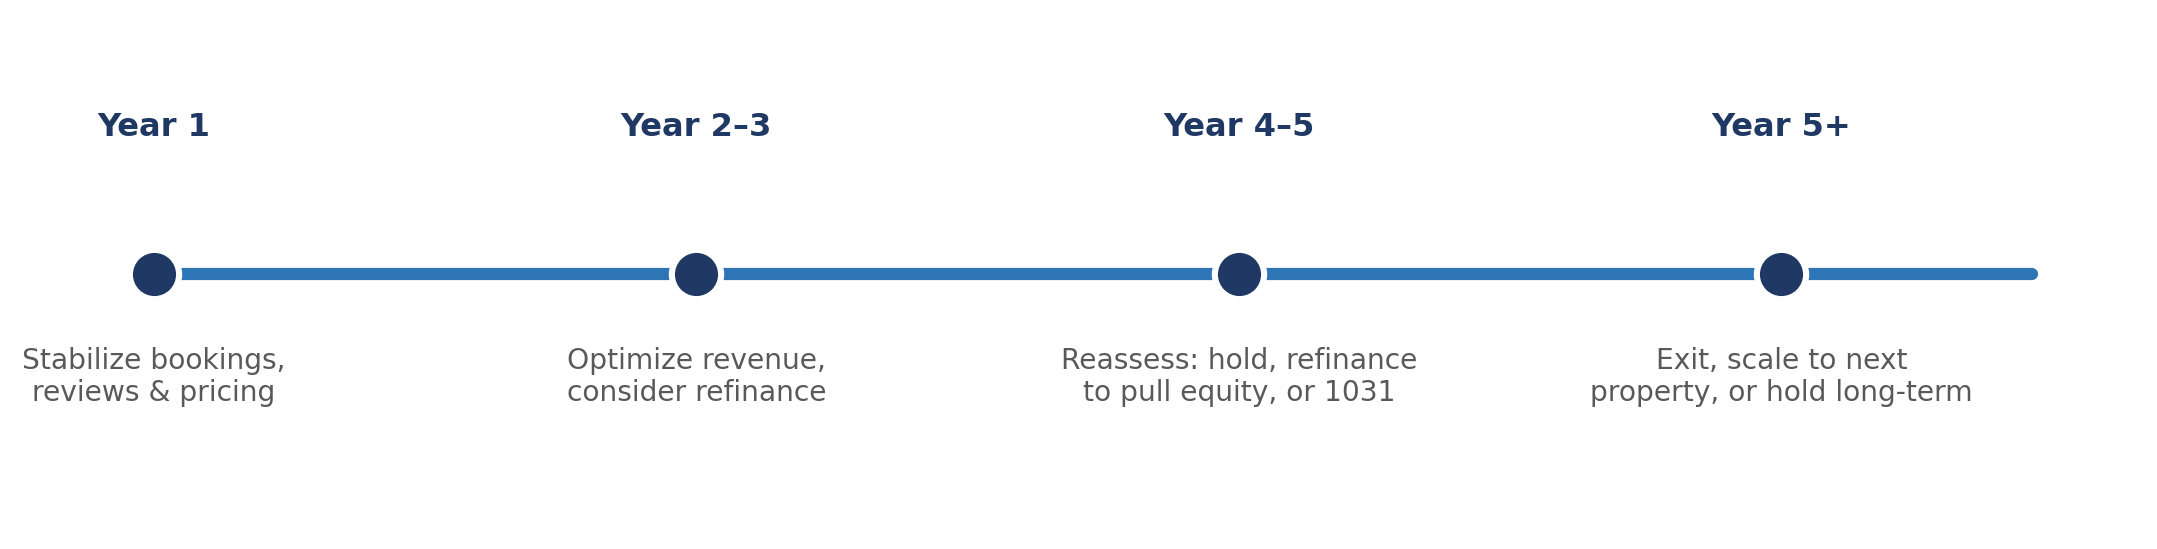 Year 1
Year 2–3
Year 4–5
Year 5+
Stabilize bookings,
reviews & pricing
Optimize revenue,
consider refinance
Reassess: hold, refinance
to pull equity, or 1031
Exit, scale to next
property, or hold long-term